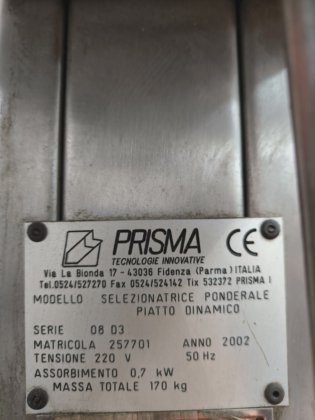 PRISMA CE
TECNOLOGIE INNOVATIVE
Via La Bionda 17 - 43036 Fidenza (Parma) ITALIA
Tel.0524/527270 Fax 0524/524142 Tlx 532372 PRISMA I
MODELLO SELEZIONATRICE PONDERALE
PIATTO DINAMICO
SERIE 08 03
MATRICOLA 257701 ANNO 2002
TENSIONE 220 V 50 Hz
ASSORBIMENTO 0,7 kW
MASSA TOTALE 170 kg